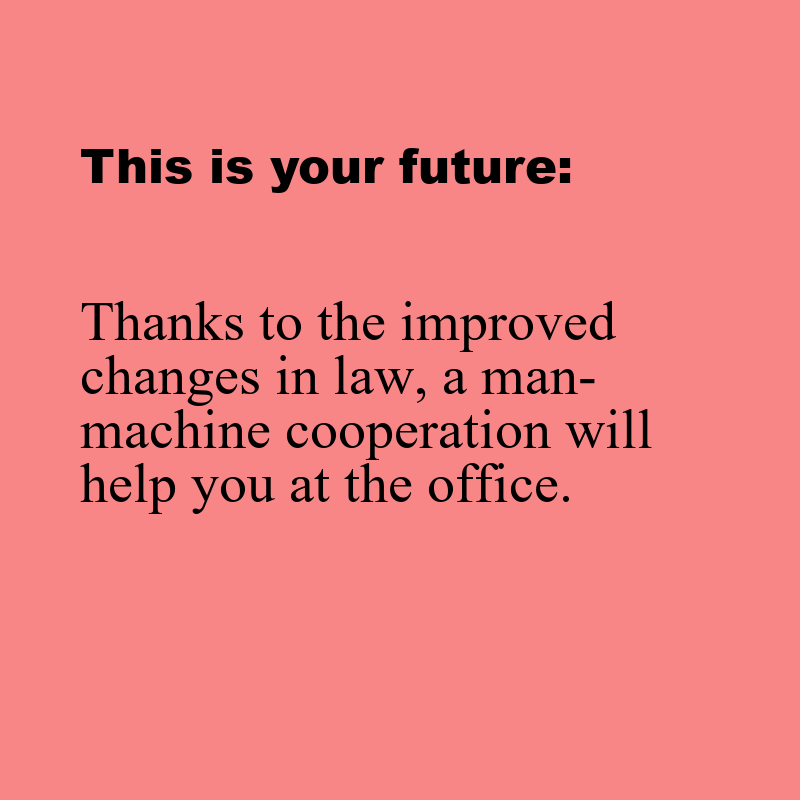 This is your future:
Thanks to the improved
changes in law, a man-
machine cooperation will
help you at the office.